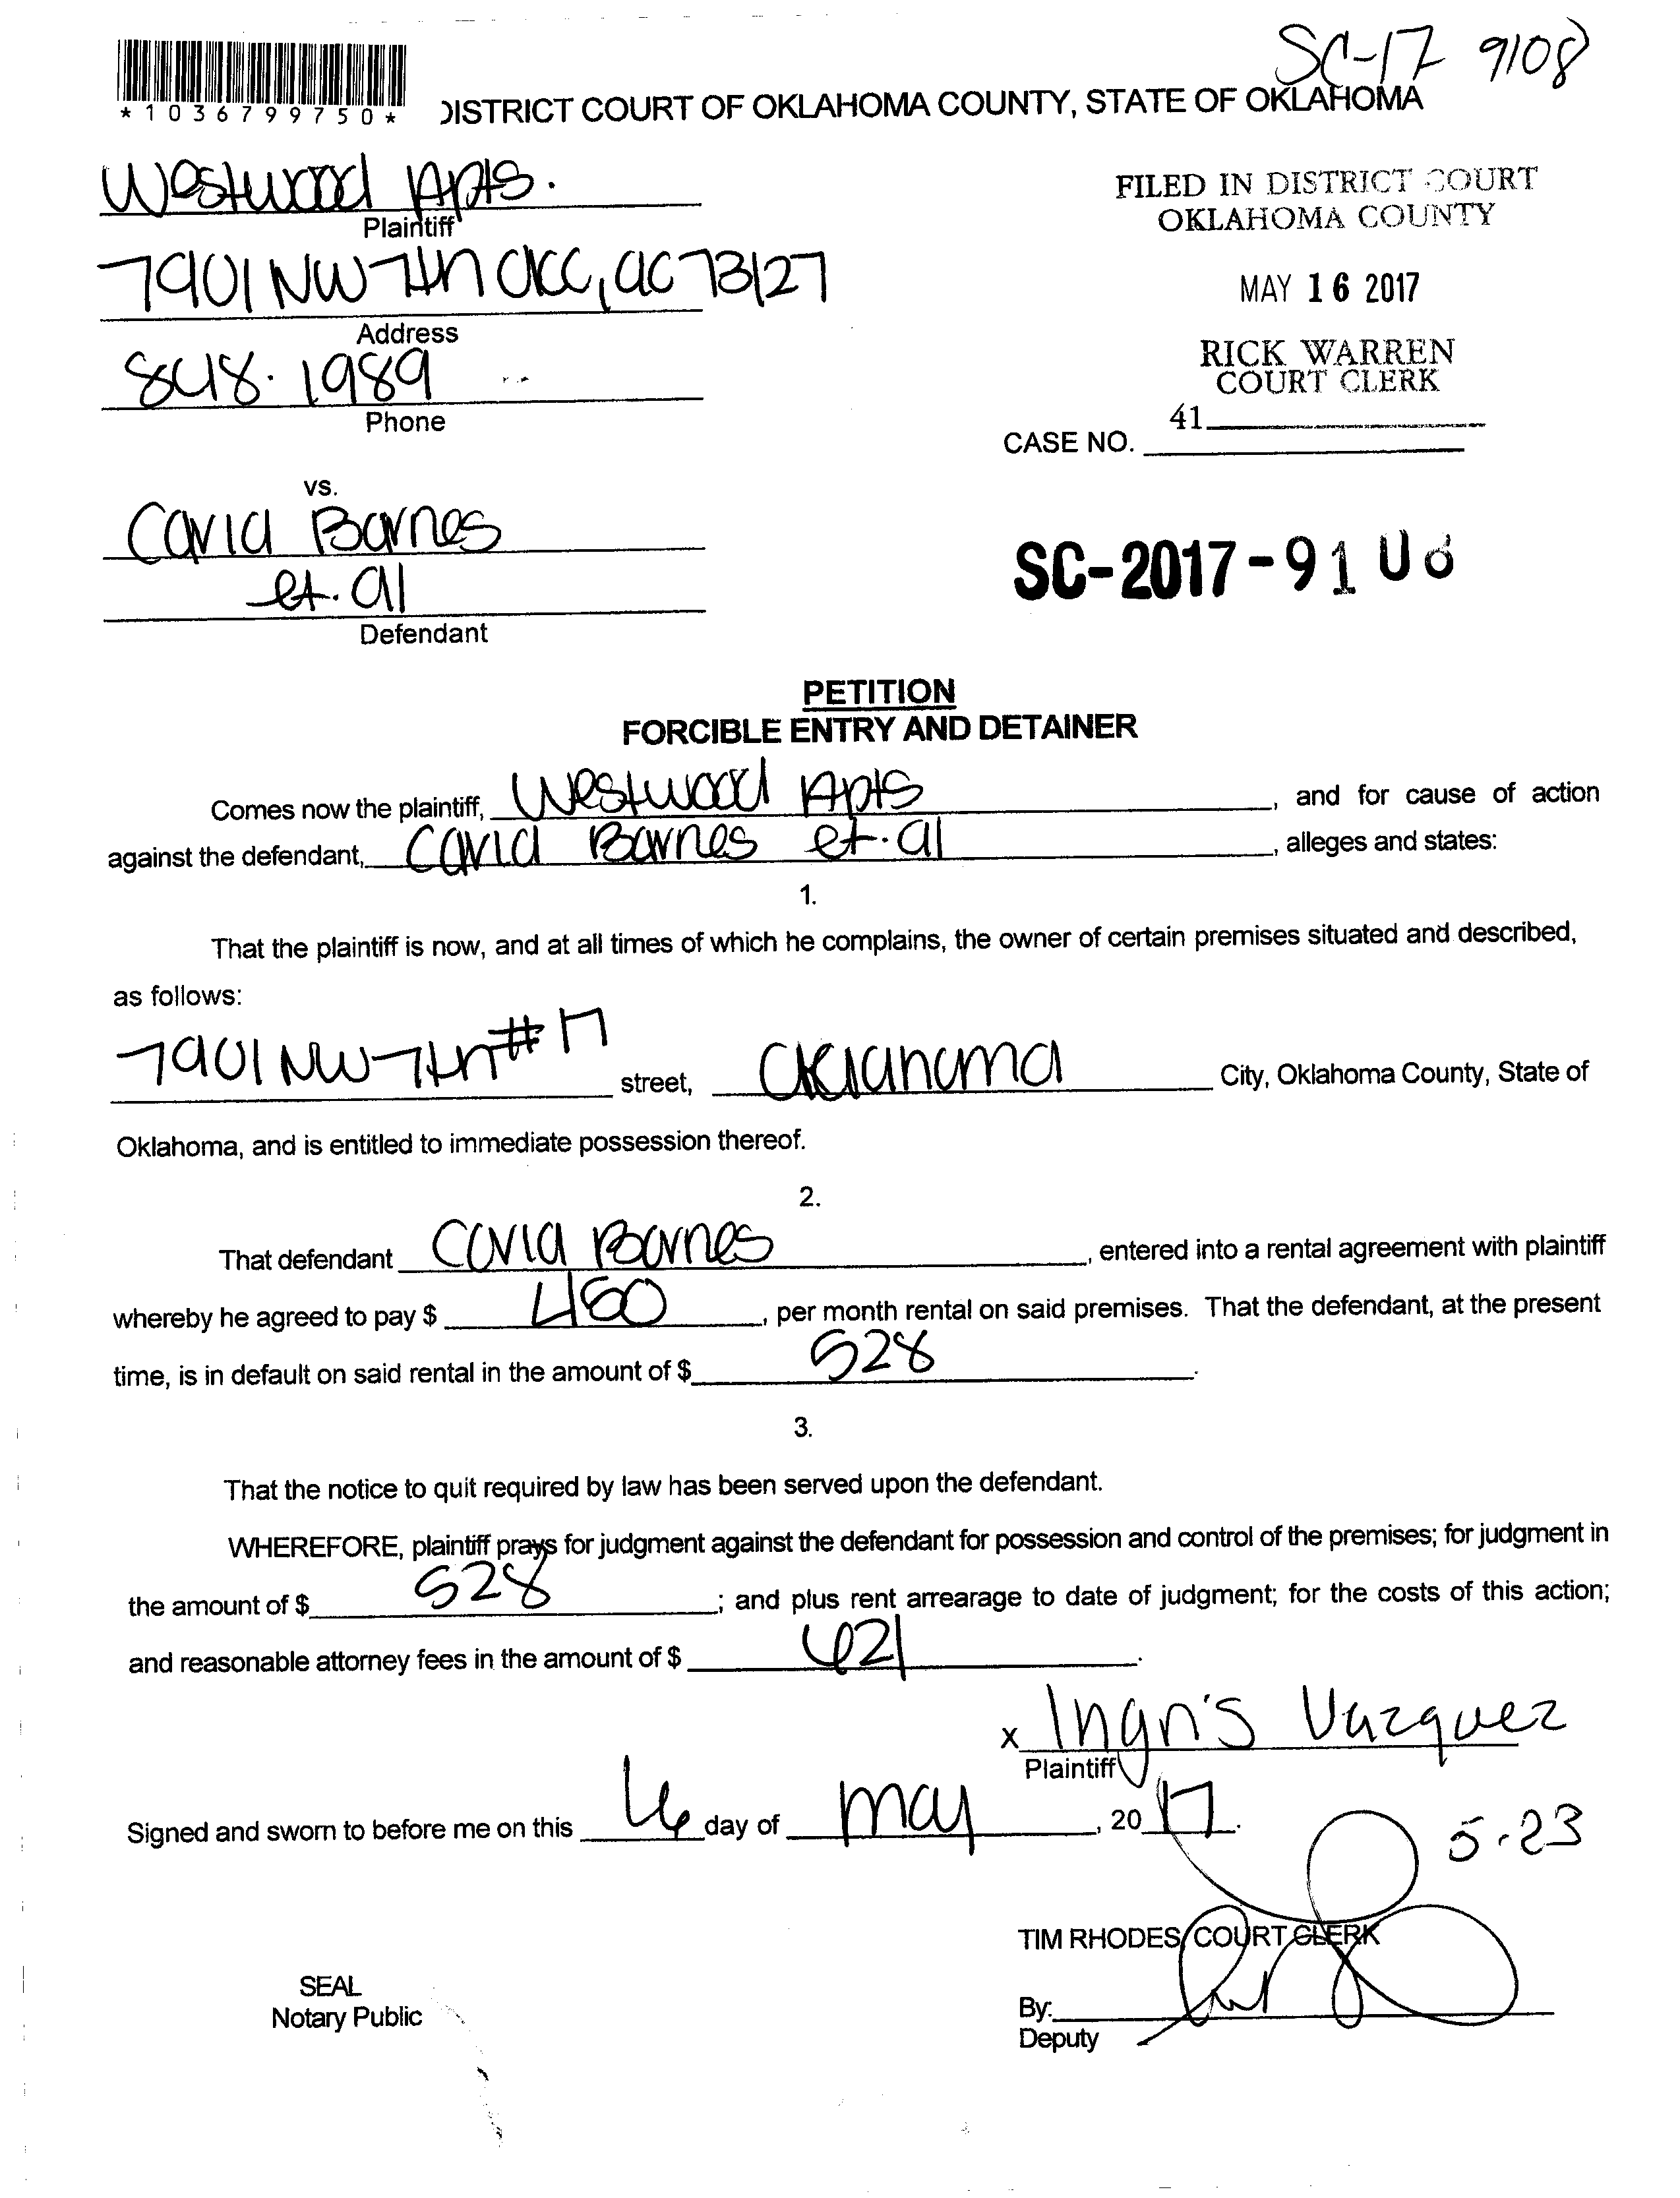 SC-17 9108
*1036799750*
DISTRICT COURT OF OKLAHOMA COUNTY, STATE OF OKLAHOMA
Westwood Apts.
Plaintiff
7901 NW 7th OKC, OK 73127
Address
Phone
FILED IN DISTRICT COURT
OKLAHOMA COUNTY
MAY 16 2017
RICK WARREN
COURT CLERK
41
CASE NO.
vs.
Barnes
et. al
Defendant
SC-2017-9108
PETITION
FORCIBLE ENTRY AND DETAINER
Comes now the plaintiff, Westwood Apts, and for cause of action
against the defendant, Barnes et. al, alleges and states:
1.
That the plaintiff is now, and at all times of which he complains, the owner of certain premises situated and described,
as follows:
7901 NW 7th #17 street, Oklahoma City, Oklahoma County, State of
Oklahoma, and is entitled to immediate possession thereof.
2.
That defendant Barnes, entered into a rental agreement with plaintiff
whereby he agreed to pay $ per month rental on said premises. That the defendant, at the present
time, is in default on said rental in the amount of $ 528.
3.
That the notice to quit required by law has been served upon the defendant.
WHEREFORE, plaintiff prays for judgment against the defendant for possession and control of the premises; for judgment in
the amount of $ 528; and plus rent arrearage to date of judgment; for the costs of this action;
and reasonable attorney fees in the amount of $ 621.
x Ingris Vazquez
Plaintiff
Signed and sworn to before me on this 16 day of may, 20 17.
5-23
TIM RHODES, COURT CLERK
SEAL
Notary Public
By:
Deputy